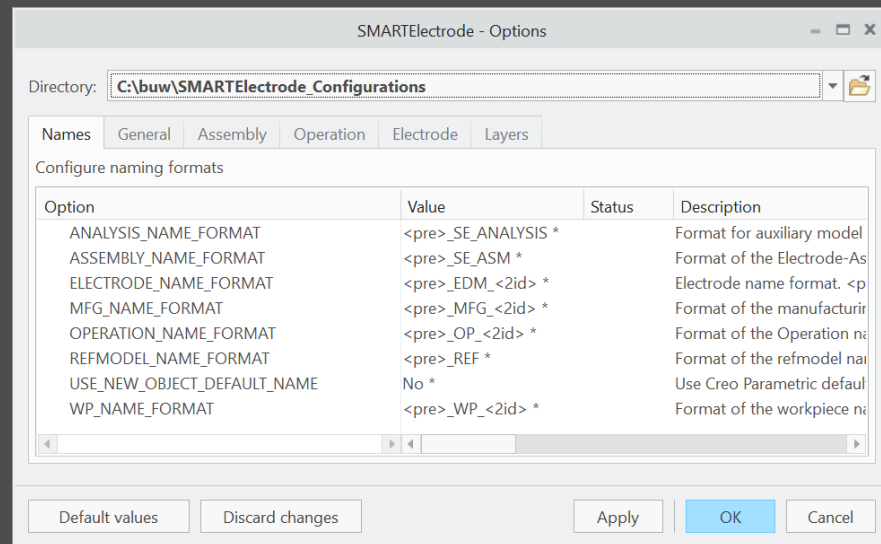 SMARTElectrode - Options
Directory: C:\buw\SMARTElectrode_Configurations
Names General Assembly Operation Electrode Layers
Configure naming formats
Option Value Status Description
ANALYSIS_NAME_FORMAT <pre>_SE_ANALYSIS * Format for auxiliary model
ASSEMBLY_NAME_FORMAT <pre>_SE_ASM * Format of the Electrode-As
ELECTRODE_NAME_FORMAT <pre>_EDM_<2id> * Electrode name format. <p
MFG_NAME_FORMAT <pre>_MFG_<2id> * Format of the manufacturin
OPERATION_NAME_FORMAT <pre>_OP_<2id> * Format of the Operation na
REFMODEL_NAME_FORMAT <pre>_REF * Format of the refmodel nar
USE_NEW_OBJECT_DEFAULT_NAME No * Use Creo Parametric defaul
WP_NAME_FORMAT <pre>_WP_<2id> * Format of the workpiece na
Default values Discard changes Apply OK Cancel